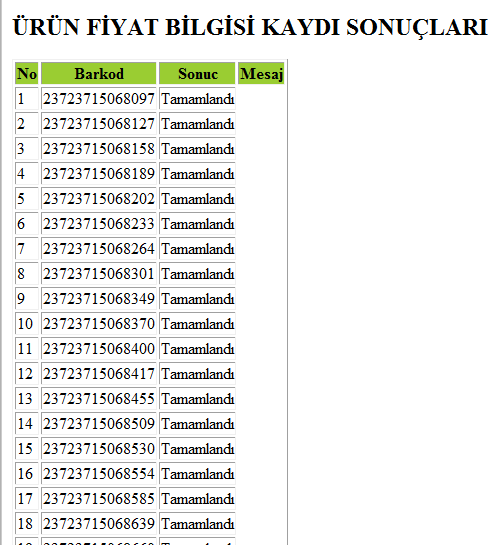 ÜRÜN FİYAT BİLGİSİ KAYDI SONUÇLARI
No Barkod Sonuc Mesaj
1 23723715068097 Tamamlandı
2 23723715068127 Tamamlandı
3 23723715068158 Tamamlandı
4 23723715068189 Tamamlandı
5 23723715068202 Tamamlandı
6 23723715068233 Tamamlandı
7 23723715068264 Tamamlandı
8 23723715068301 Tamamlandı
9 23723715068349 Tamamlandı
10 23723715068370 Tamamlandı
11 23723715068400 Tamamlandı
12 23723715068417 Tamamlandı
13 23723715068455 Tamamlandı
14 23723715068509 Tamamlandı
15 23723715068530 Tamamlandı
16 23723715068554 Tamamlandı
17 23723715068585 Tamamlandı
18 23723715068639 Tamamlandı